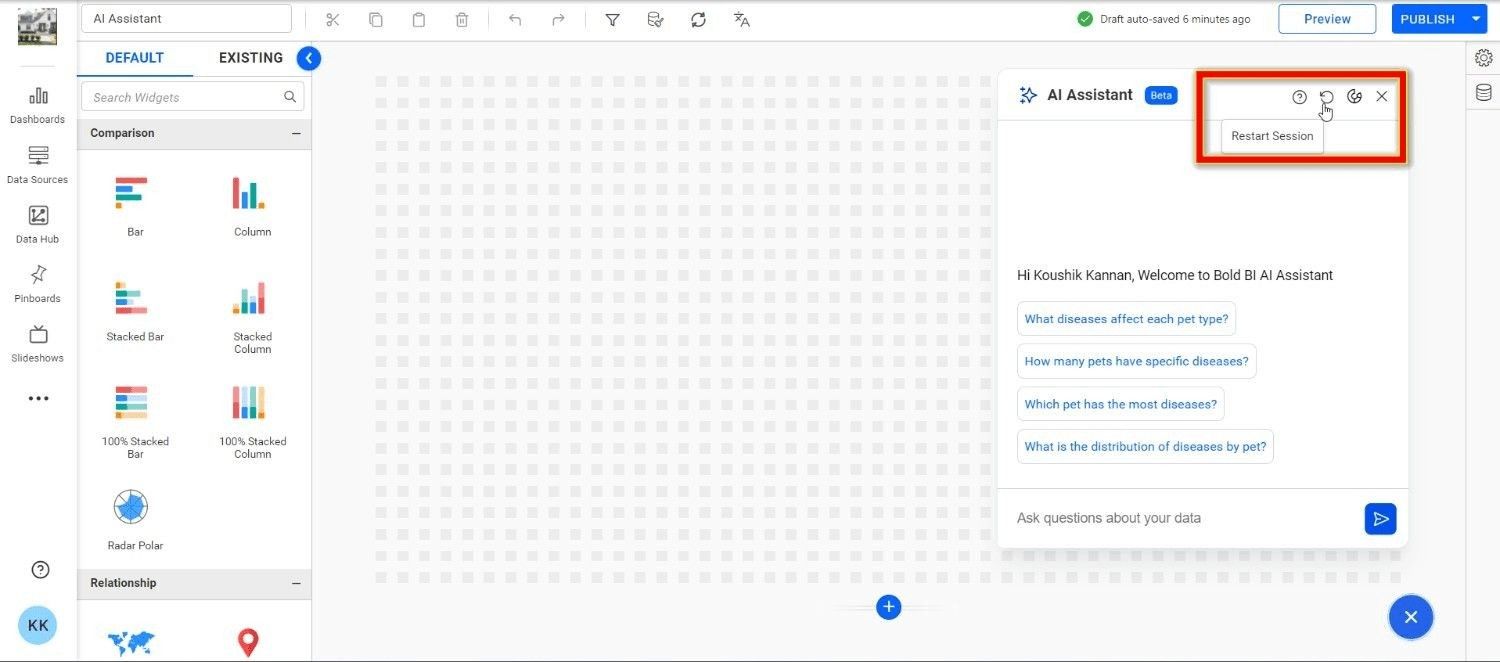 AI Assistant
Draft auto-saved 6 minutes ago
Preview
PUBLISH
Dashboards
Data Sources
Data Hub
Pinboards
Slideshows
KK
DEFAULT
EXISTING
Search Widgets
Comparison
Bar
Column
Stacked Bar
Stacked
Column
100% Stacked
Bar
100% Stacked
Column
Radar Polar
Relationship
AI Assistant
Beta
Restart Session
Hi Koushik Kannan, Welcome to Bold BI AI Assistant
What diseases affect each pet type?
How many pets have specific diseases?
Which pet has the most diseases?
What is the distribution of diseases by pet?
Ask questions about your data